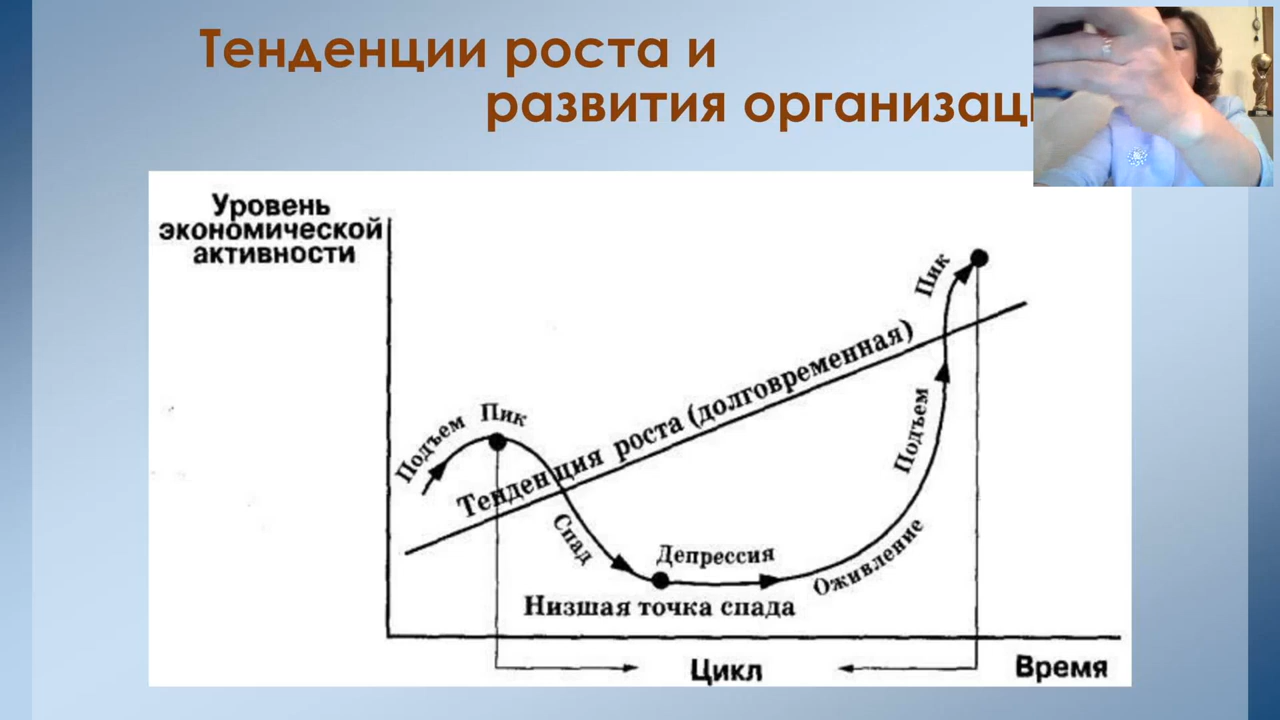 Тенденции роста и
развития организац
Уровень
экономической
активности
Подъем
Пик
Тенденция роста (долговременная)
Спад
Депрессия
Низшая точка спада
Оживление
Подъем
Пик
Цикл
Время